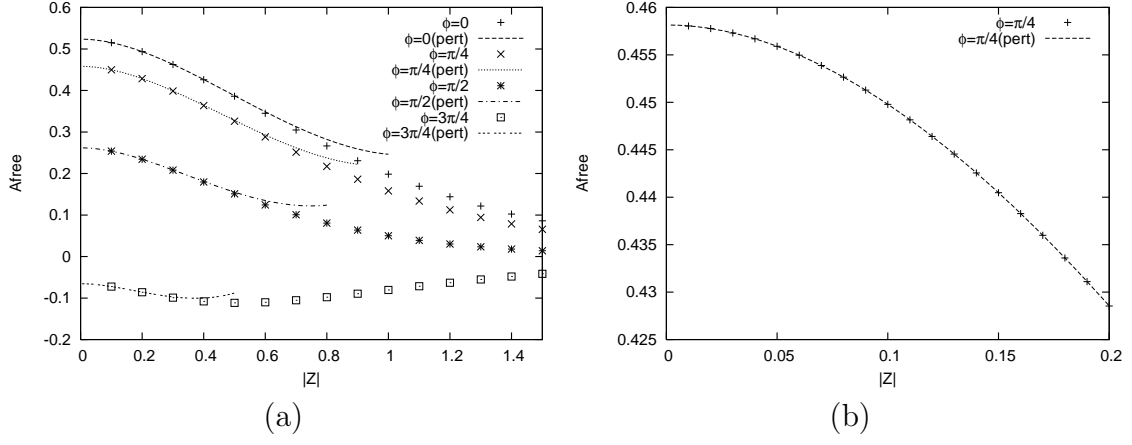 0.6
0.5
0.4
0.3
0.2
0.1
0
-0.1
-0.2
Afree
0 0.2 0.4 0.6 0.8 1 1.2 1.4
|Z|
ϕ=0
ϕ=0(pert)
ϕ=π/4
ϕ=π/4(pert)
ϕ=π/2
ϕ=π/2(pert)
ϕ=3π/4
ϕ=3π/4(pert)
(a)
0.46
0.455
0.45
0.445
0.44
0.435
0.43
0.425
Afree
0 0.05 0.1 0.15 0.2
|Z|
ϕ=π/4
ϕ=π/4(pert)
(b)